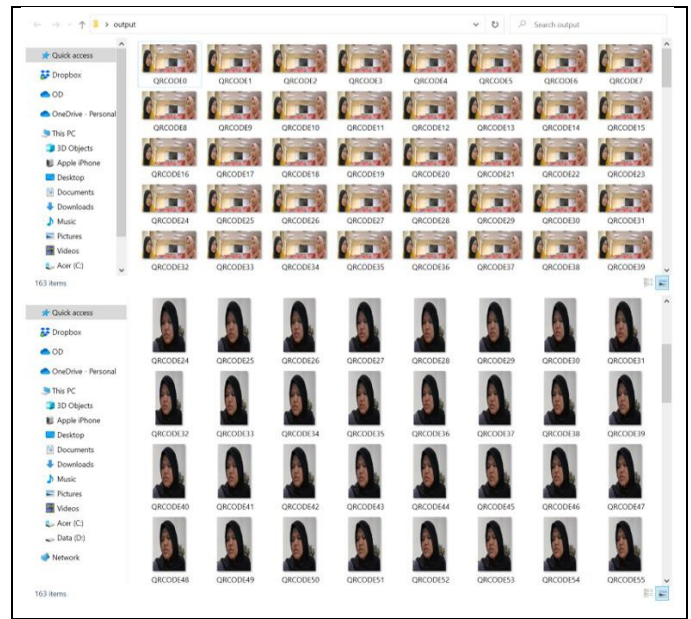 output
Search output
Quick access
Dropbox
OD
OneDrive - Personal
This PC
3D Objects
Apple iPhone
Desktop
Documents
Downloads
Music
Pictures
Videos
Acer (C:)
QRCODE0 QRCODE1 QRCODE2 QRCODE3 QRCODE4 QRCODE5 QRCODE6 QRCODE7
QRCODE8 QRCODE9 QRCODE10 QRCODE11 QRCODE12 QRCODE13 QRCODE14 QRCODE15
QRCODE16 QRCODE17 QRCODE18 QRCODE19 QRCODE20 QRCODE21 QRCODE22 QRCODE23
QRCODE24 QRCODE25 QRCODE26 QRCODE27 QRCODE28 QRCODE29 QRCODE30 QRCODE31
QRCODE32 QRCODE33 QRCODE34 QRCODE35 QRCODE36 QRCODE37 QRCODE38 QRCODE39
163 items
Quick access
Dropbox
OD
OneDrive - Personal
This PC
3D Objects
Apple iPhone
Desktop
Documents
Downloads
Music
Pictures
Videos
Acer (C:)
Data (D:)
Network
QRCODE24 QRCODE25 QRCODE26 QRCODE27 QRCODE28 QRCODE29 QRCODE30 QRCODE31
QRCODE32 QRCODE33 QRCODE34 QRCODE35 QRCODE36 QRCODE37 QRCODE38 QRCODE39
QRCODE40 QRCODE41 QRCODE42 QRCODE43 QRCODE44 QRCODE45 QRCODE46 QRCODE47
QRCODE48 QRCODE49 QRCODE50 QRCODE51 QRCODE52 QRCODE53 QRCODE54 QRCODE55
163 items